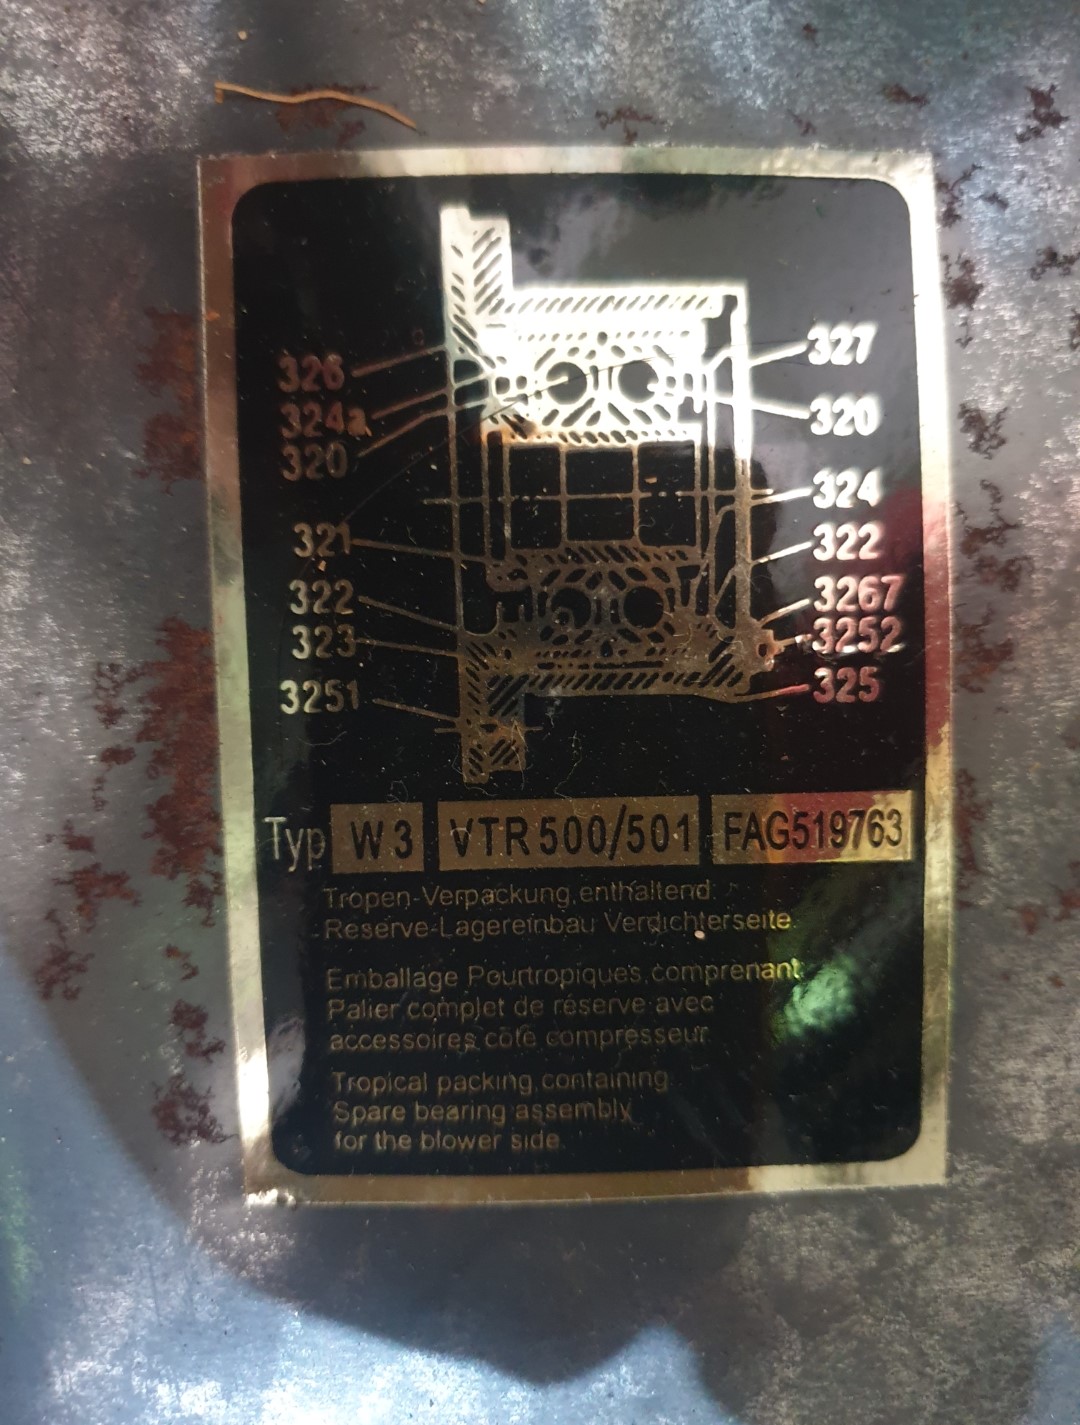 326
324a
320
321
322
323
3251
327
320
324
322
3267
3252
325
Typ W 3 VTR 500/501 FAG519763
Tropen-Verpackung, enthaltend:
Reserve-Lagereinbau Verdichterseite.
Emballage Pourtropiques, comprenant:
Palier complet de réserve avec
accessoires côté compresseur.
Tropical packing, containing:
Spare bearing assembly
for the blower side.